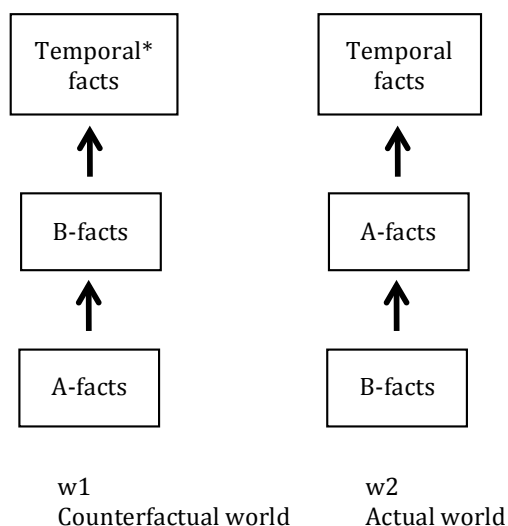 Temporal*
facts
B-facts
A-facts
w1
Counterfactual world
Temporal
facts
A-facts
B-facts
w2
Actual world